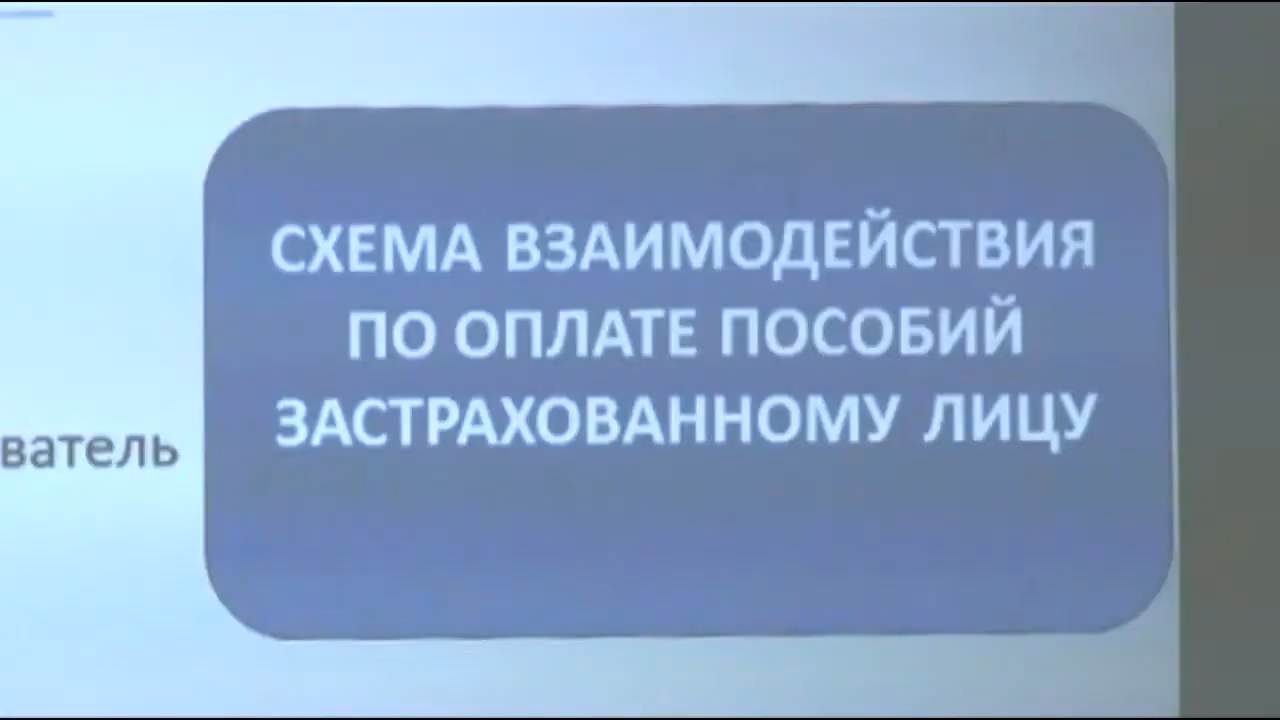 СХЕМА ВЗАИМОДЕЙСТВИЯ
ПО ОПЛАТЕ ПОСОБИЙ
ЗАСТРАХОВАННОМУ ЛИЦУ
ватель